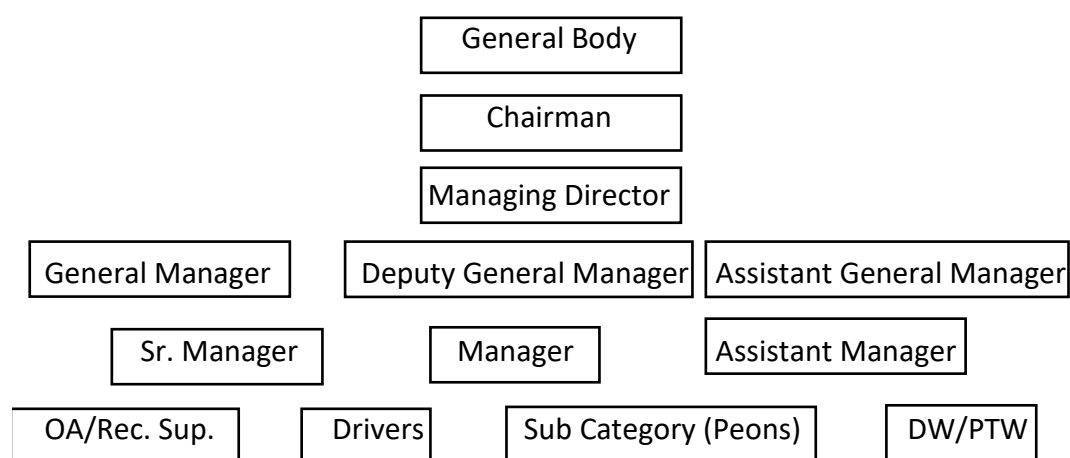 General Body
Chairman
Managing Director
General Manager Deputy General Manager Assistant General Manager
Sr. Manager Manager Assistant Manager
OA/Rec. Sup. Drivers Sub Category (Peons) DW/PTW